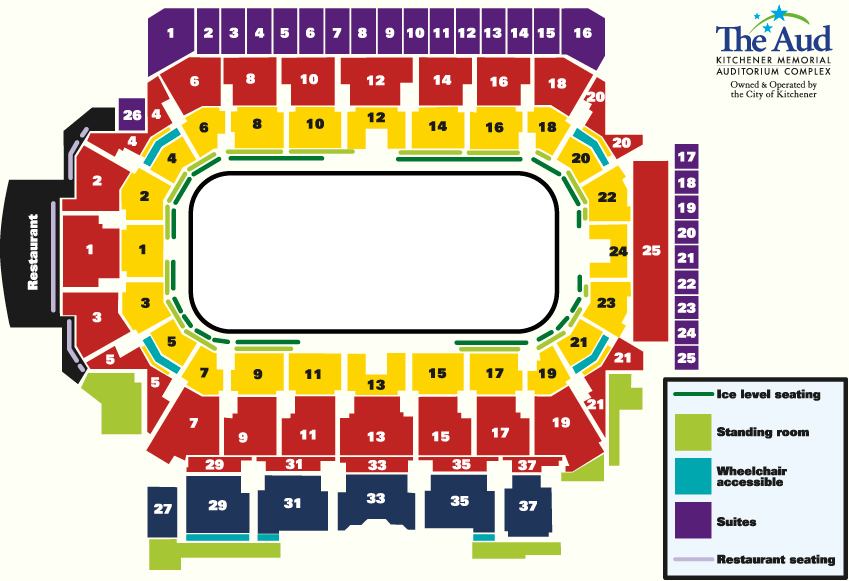 1 2 3 4 5 6 7 8 9 10 11 12 13 14 15 16
The Aud
KITCHENER MEMORIAL
AUDITORIUM COMPLEX
Owned & Operated by
the City of Kitchener
6 8 10 12 14 16 18 20
26 4
4 6 8 10 12 14 16 18 20
4 20
2 2 22
17
18
19
20
21
22
23
24
25
Restaurant
1 1 24 25
3 3 23
5 5 21 21
5 7 9 11 13 15 17 19 21
7 9 11 13 15 17 19
29 31 33 35 37
27 29 31 33 35 37
Ice level seating
Standing room
Wheelchair
accessible
Suites
Restaurant seating